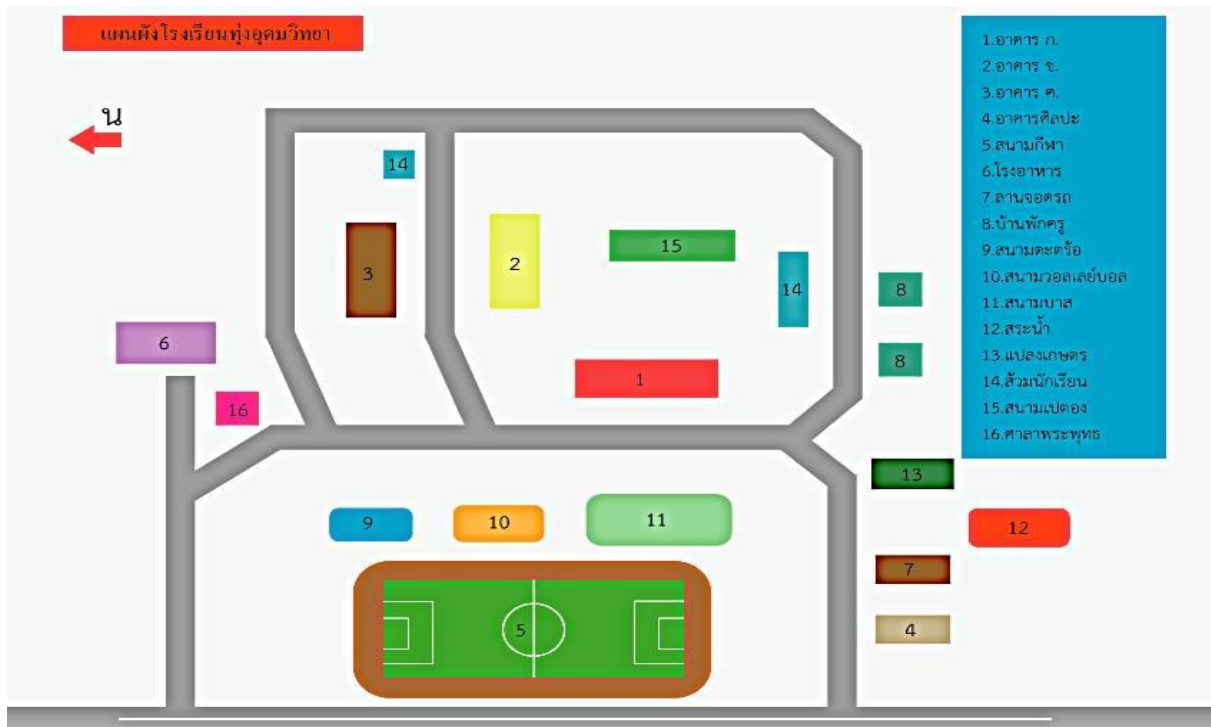 แผนผังโรงเรียนทุ่งอุดมวิทยา
น
1.อาคาร ก.
2.อาคาร ข.
3.อาคาร ค.
4.อาคารศิลปะ
5.สนามกีฬา
6.โรงอาหาร
7.ลานจอดรถ
8.บ้านพักครู
9.สนามตะตร้อ
10.สนามวอลเลย์บอล
11.สนามบาส
12.สระน้ำ
13.แปลงเกษตร
14.ส้วมนักเรียน
15.สนามเปตอง
16.ศาลาพระพุทธ
14
15
3
2
14
8
6
1
8
16
13
9
10
11
12
7
5
4